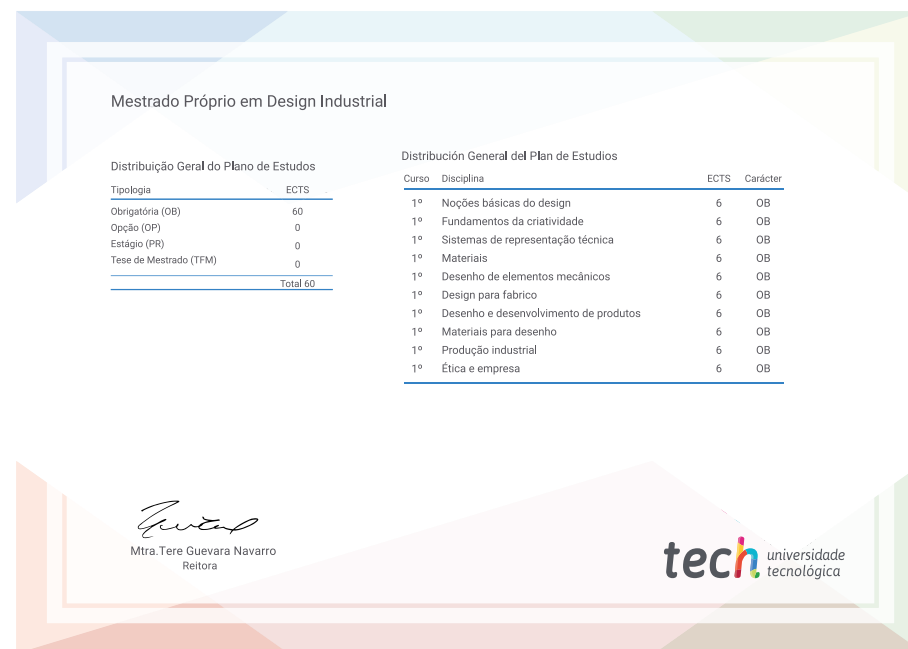 Mestrado Próprio em Design Industrial
Distribuição Geral do Plano de Estudos
Tipologia ECTS
Obrigatória (OB) 60
Opção (OP) 0
Estágio (PR) 0
Tese de Mestrado (TFM) 0
Total 60
Distribución General del Plan de Estudios
Curso Disciplina ECTS Carácter
1º Noções básicas do design 6 OB
1º Fundamentos da criatividade 6 OB
1º Sistemas de representação técnica 6 OB
1º Materiais 6 OB
1º Desenho de elementos mecânicos 6 OB
1º Design para fabrico 6 OB
1º Desenho e desenvolvimento de produtos 6 OB
1º Materiais para desenho 6 OB
1º Produção industrial 6 OB
1º Ética e empresa 6 OB
Mtra.Tere Guevara Navarro
Reitora
tech universidade
tecnológica